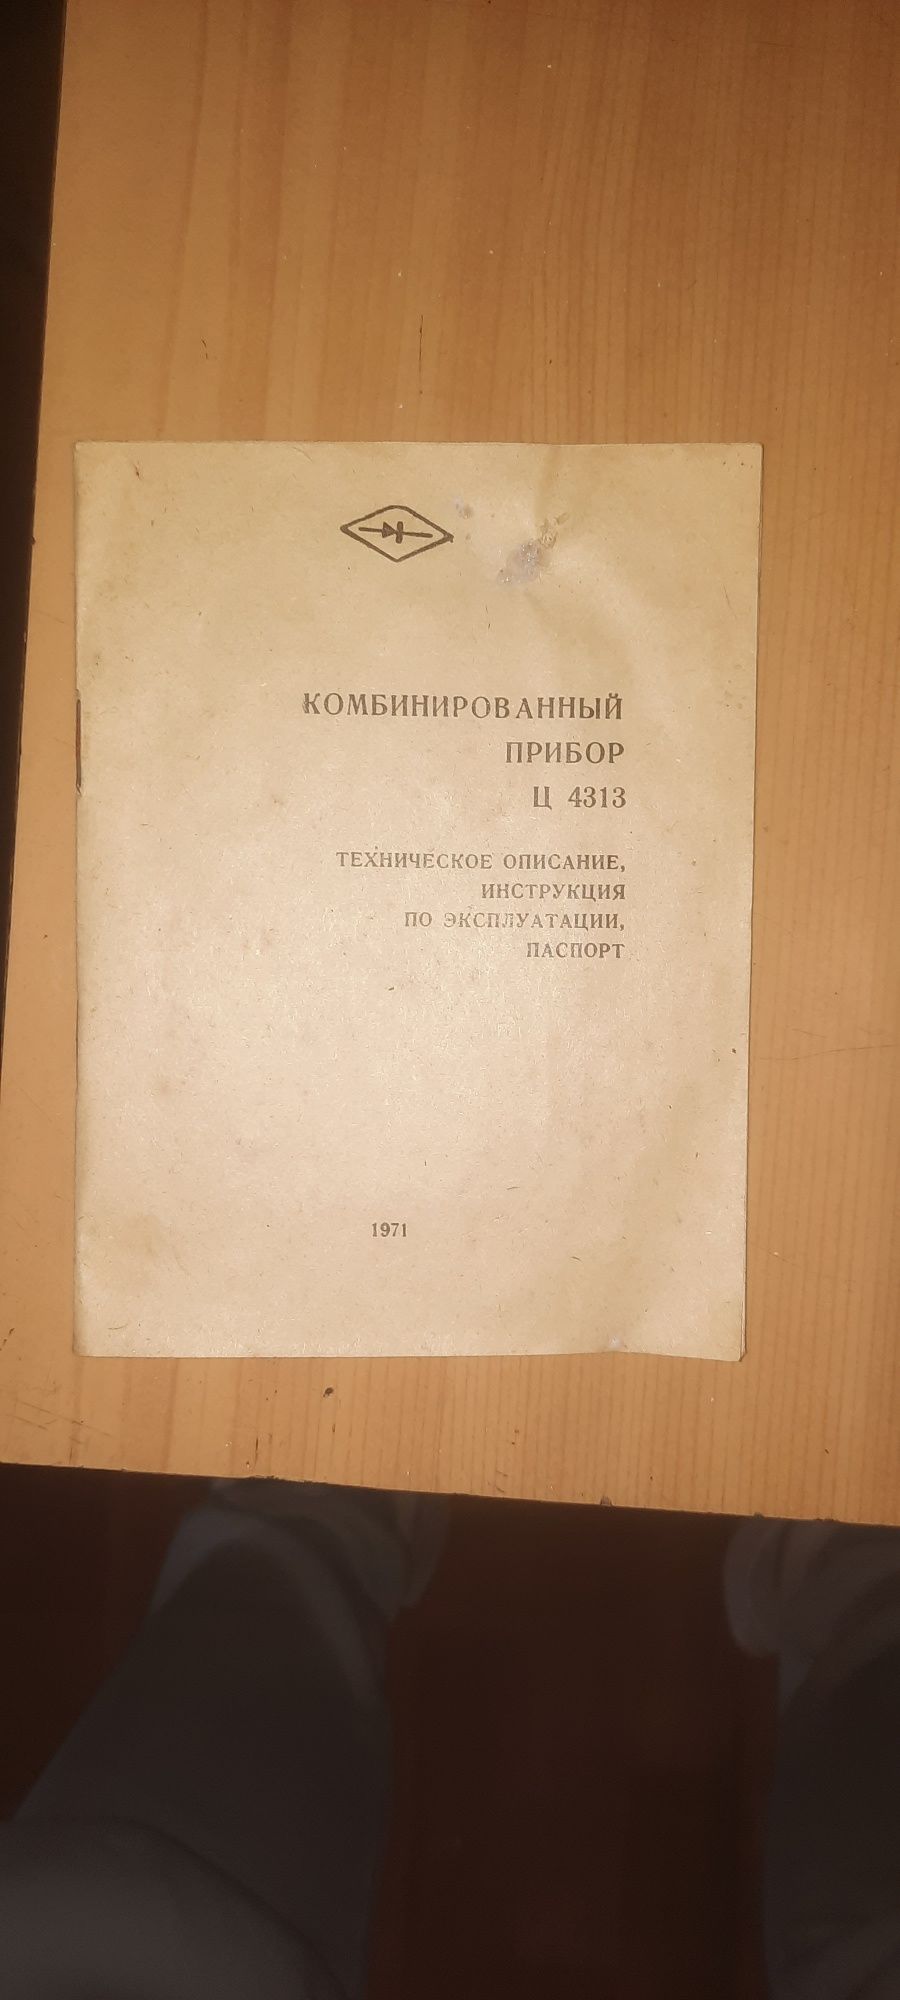 КОМБИНИРОВАННЫЙ
ПРИБОР
Ц 4313
ТЕХНИЧЕСКОЕ ОПИСАНИЕ,
ИНСТРУКЦИЯ
ПО ЭКСПЛУАТАЦИИ,
ПАСПОРТ
1971